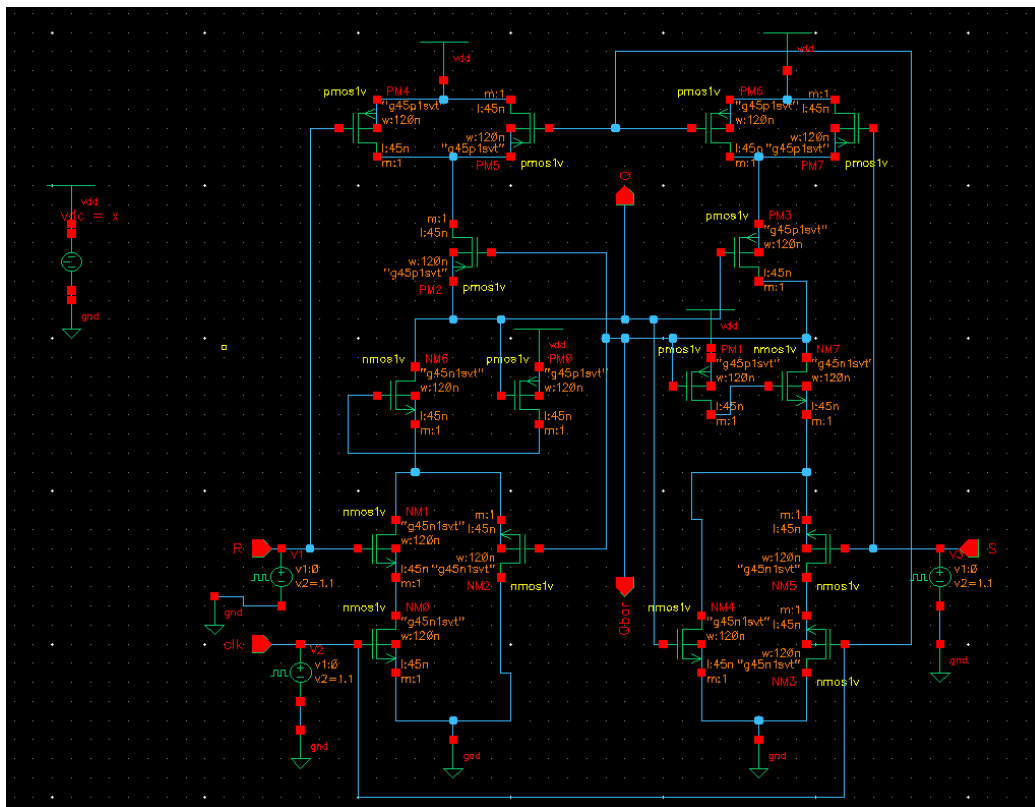 vdd
vdd
pmos1v
PM4
"g45p1svt"
w:120n
l:45n
m:1
m:1
l:45n
w:120n
"g45p1svt"
PM5
pmos1v
pmos1v
PM6
"g45p1svt"
w:120n
l:45n
m:1
m:1
l:45n
w:120n
"g45p1svt"
PM7
pmos1v
vdd
vdc = x
gnd
m:1
l:45n
w:120n
"g45p1svt"
PM2
pmos1v
Q
pmos1v
PM3
"g45p1svt"
w:120n
l:45n
m:1
nmos1v
NM6
"g45n1svt"
w:120n
l:45n
m:1
vdd
pmos1v
PM0
"g45p1svt"
w:120n
l:45n
m:1
vdd
pmos1v
PM1
"g45p1svt"
w:120n
l:45n
m:1
nmos1v
NM7
"g45n1svt"
w:120n
l:45n
m:1
R
V1
v1:0
v2=1.1
gnd
nmos1v
NM1
"g45n1svt"
w:120n
l:45n
m:1
m:1
l:45n
w:120n
"g45n1svt"
NM2
nmos1v
m:1
l:45n
w:120n
"g45n1svt"
NM5
nmos1v
S
V3
v1:0
v2=1.1
gnd
clk
V2
v1:0
v2=1.1
gnd
nmos1v
NM0
"g45n1svt"
w:120n
l:45n
m:1
Qbar
nmos1v
NM4
"g45n1svt"
w:120n
l:45n
m:1
m:1
l:45n
w:120n
"g45n1svt"
NM3
nmos1v
gnd
gnd